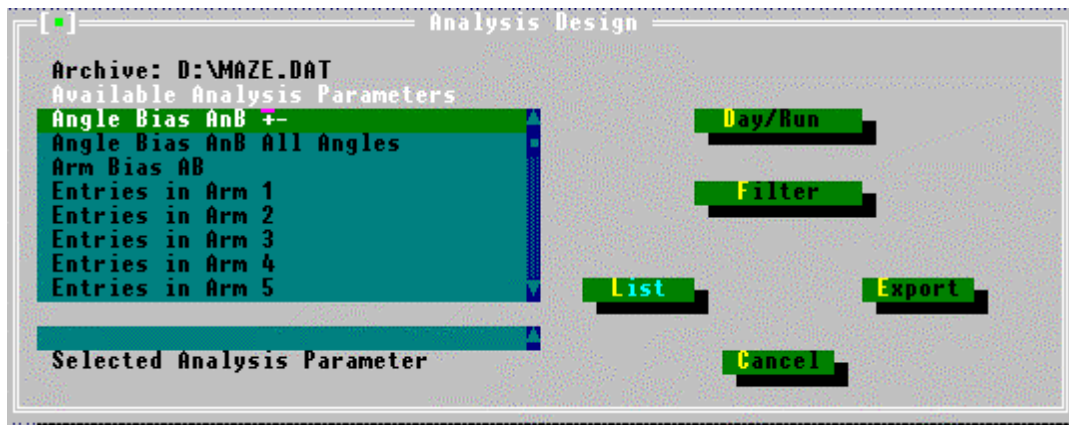 Analysis Design
Archive: D:\MAZE.DAT
Available Analysis Parameters
Angle Bias AnB +-
Angle Bias AnB All Angles
Arm Bias AB
Entries in Arm 1
Entries in Arm 2
Entries in Arm 3
Entries in Arm 4
Entries in Arm 5
Selected Analysis Parameter
Day/Run
Filter
List
Export
Cancel